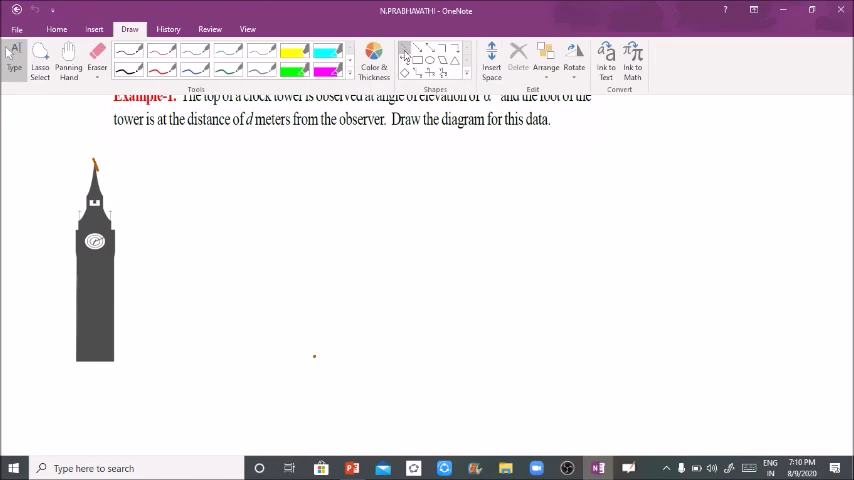 N.PRABHAVATHI - OneNote
File
Home
Insert
Draw
History
Review
View
Share
Type
Lasso
Select
Panning
Hand
Eraser
Color &
Thickness
Insert
Space
Delete
Arrange
Rotate
Ink to
Text
Ink to
Math
Tools
Shapes
Edit
Convert
Example-1. The top of a clock tower is observed at angle of elevation of α° and the foot of the
tower is at the distance of d meters from the observer. Draw the diagram for this data.
Type here to search
ENG
IN
7:10 PM
8/9/2020